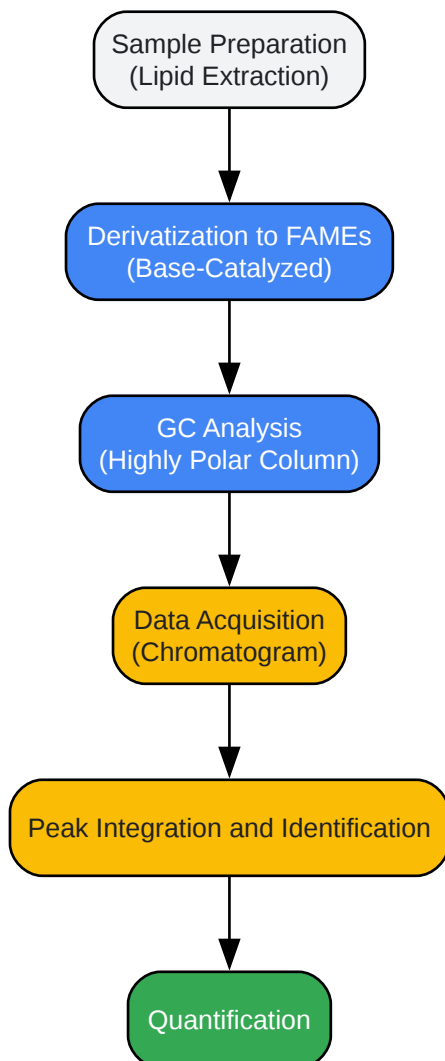 Sample Preparation
(Lipid Extraction)
Derivatization to FAMEs
(Base-Catalyzed)
GC Analysis
(Highly Polar Column)
Data Acquisition
(Chromatogram)
Peak Integration and Identification
Quantification